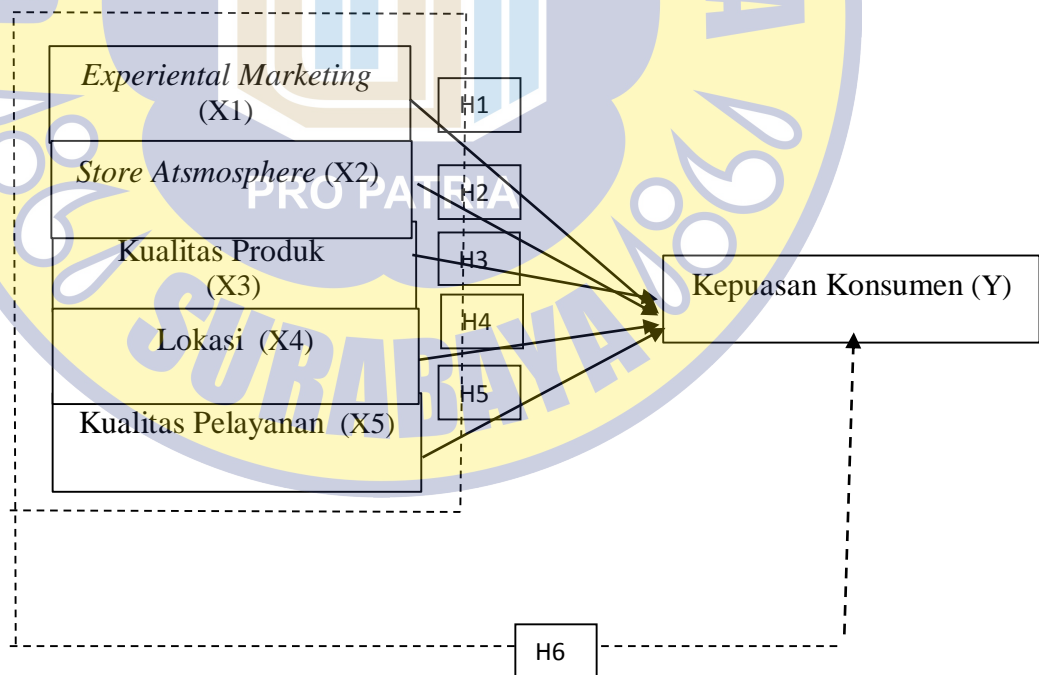 Experiental Marketing
(X1)
H1
Store Atsmosphere (X2)
H2
PRO PATRIA
Kualitas Produk
(X3)
H3
Kepuasan Konsumen (Y)
Lokasi (X4)
H4
Kualitas Pelayanan (X5)
H5
SURABAYA
A
H6